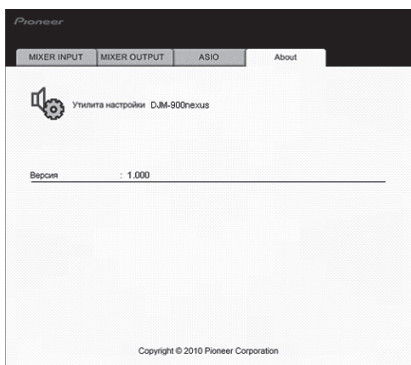 Pioneer
MIXER INPUT MIXER OUTPUT ASIO About
Утилита настройки DJM-900nexus
Версия : 1.000
Copyright © 2010 Pioneer Corporation